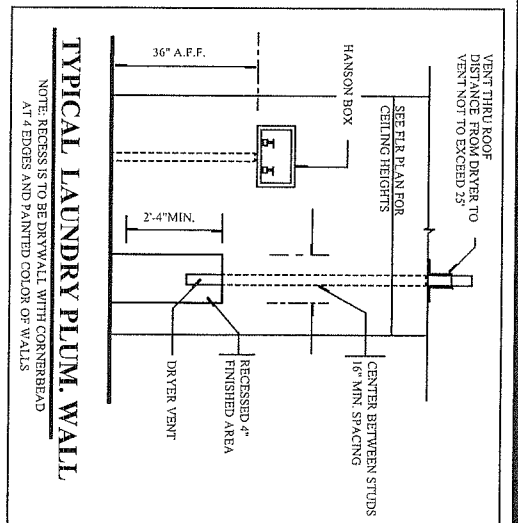 VENT THRU ROOF
DISTANCE FROM DRYER TO
VENT NOT TO EXCEED 25'
SEE FLR PLAN FOR
CEILING HEIGHTS
HANSON BOX
CENTER BETWEEN STUDS
16" MIN. SPACING
36" A.F.F.
2'-4"MIN.
RECESSED 4"
FINISHED AREA
DRYER VENT
TYPICAL LAUNDRY PLUM. WALL
NOTE: RECESS IS TO BE DRYWALL WITH CORNERBEAD
AT 4 EDGES AND PAINTED COLOR OF WALLS